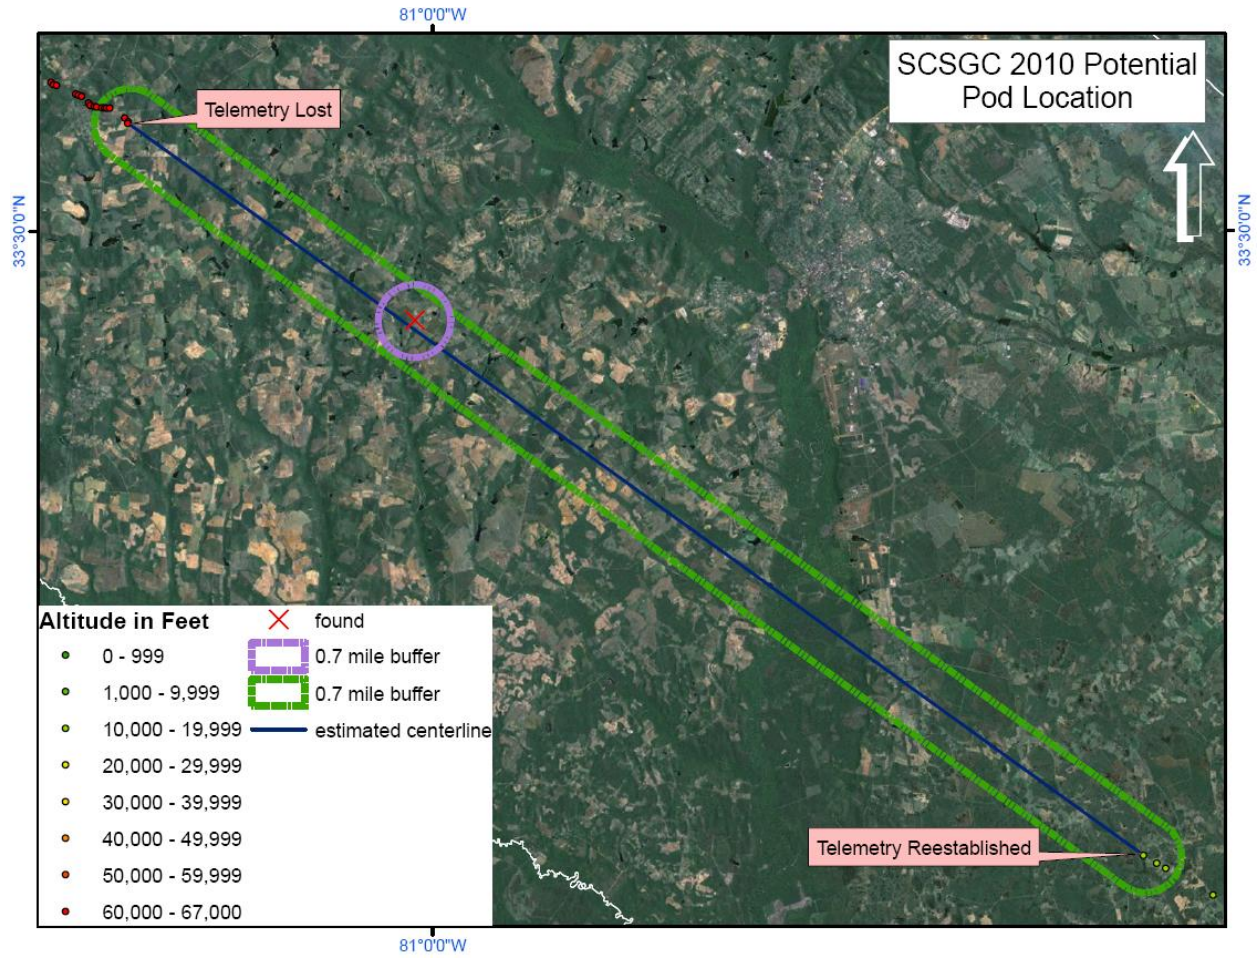 81°0'0"W
SCSGC 2010 Potential
Pod Location
Telemetry Lost
33°30'0"N
33°30'0"N
Altitude in Feet
found
0 - 999
0.7 mile buffer
1,000 - 9,999
0.7 mile buffer
10,000 - 19,999
estimated centerline
20,000 - 29,999
30,000 - 39,999
40,000 - 49,999
50,000 - 59,999
60,000 - 67,000
Telemetry Reestablished
81°0'0"W